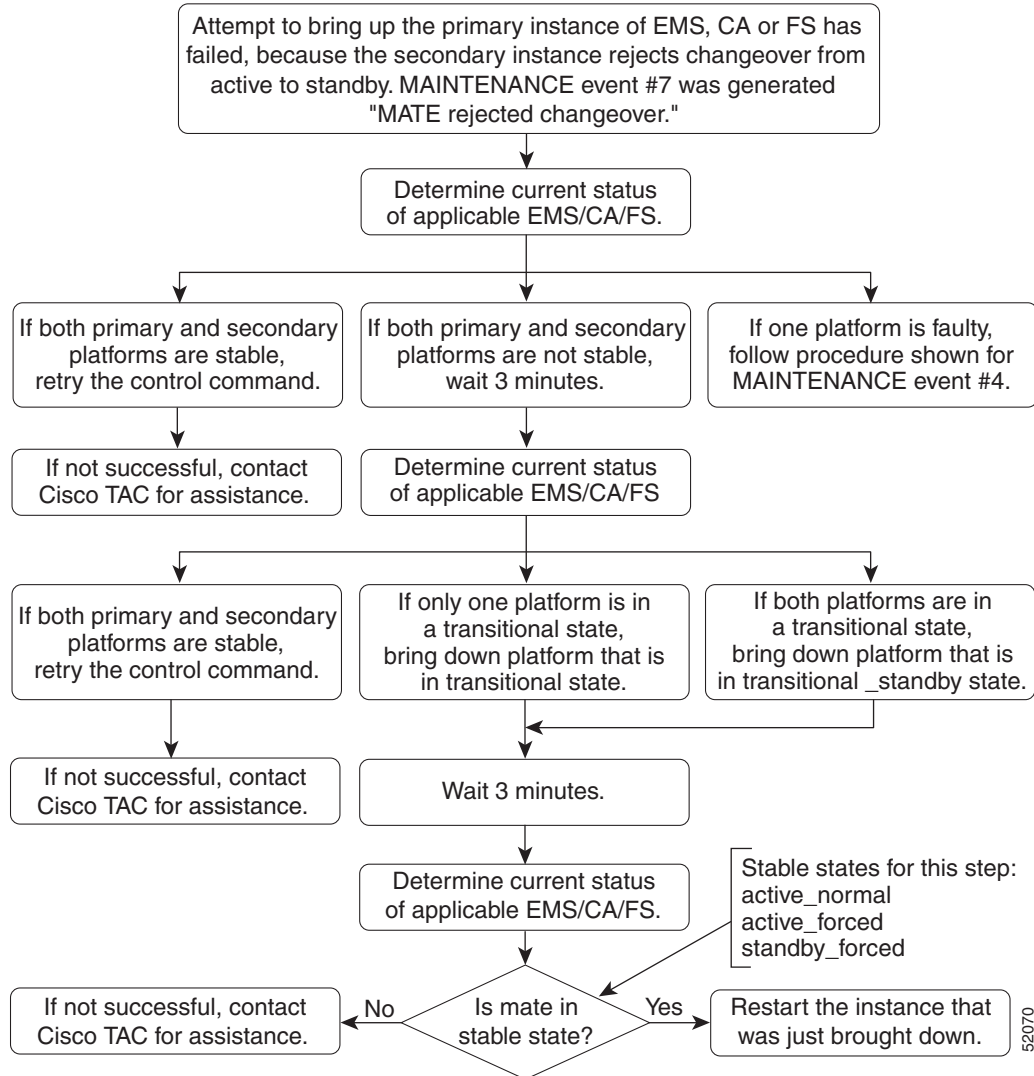 Attempt to bring up the primary instance of EMS, CA or FS has
failed, because the secondary instance rejects changeover from
active to standby. MAINTENANCE event #7 was generated
"MATE rejected changeover."
Determine current status
of applicable EMS/CA/FS.
If both primary and secondary
platforms are stable,
retry the control command.
If both primary and secondary
platforms are not stable,
wait 3 minutes.
If one platform is faulty,
follow procedure shown for
MAINTENANCE event #4.
If not successful, contact
Cisco TAC for assistance.
Determine current status
of applicable EMS/CA/FS
If both primary and secondary
platforms are stable,
retry the control command.
If only one platform is in
a transitional state,
bring down platform that is
in transitional state.
If both platforms are in
a transitional state,
bring down platform that is
in transitional _standby state.
If not successful, contact
Cisco TAC for assistance.
Wait 3 minutes.
Determine current status
of applicable EMS/CA/FS.
Stable states for this step:
active_normal
active_forced
standby_forced
If not successful, contact
Cisco TAC for assistance.
No
Is mate in
stable state?
Yes
Restart the instance that
was just brought down.
52070